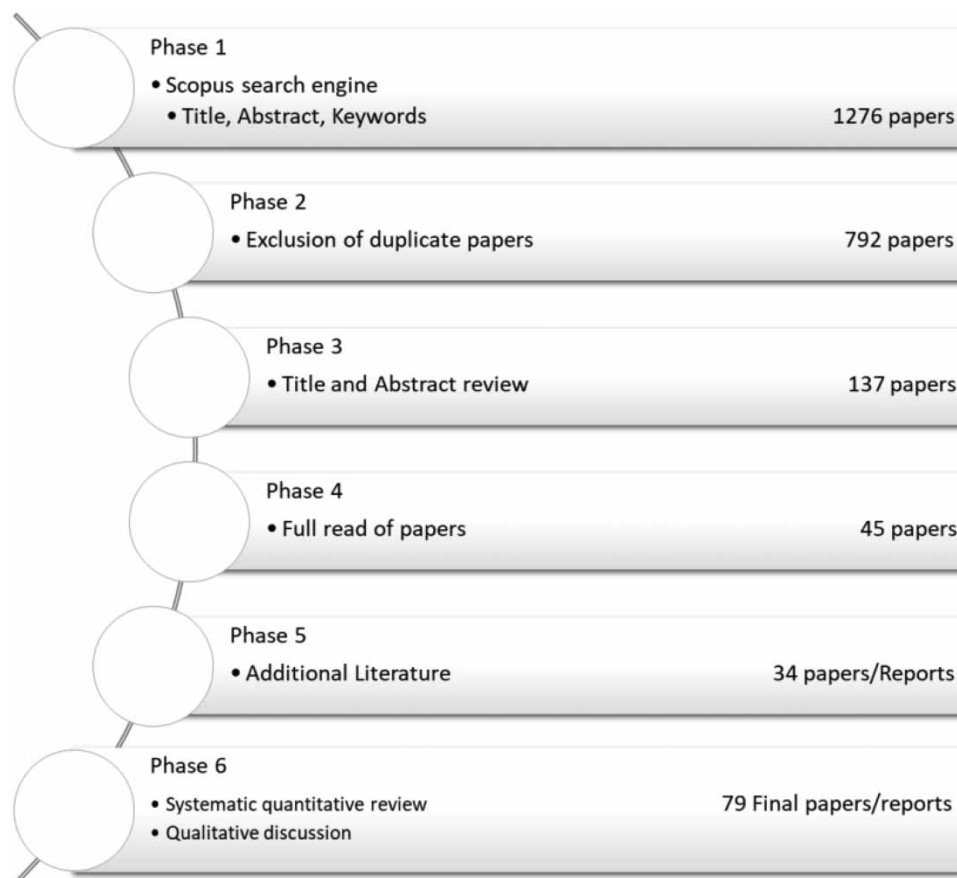 Phase 1
• Scopus search engine
• Title, Abstract, Keywords 1276 papers
Phase 2
• Exclusion of duplicate papers 792 papers
Phase 3
• Title and Abstract review 137 papers
Phase 4
• Full read of papers 45 papers
Phase 5
• Additional Literature 34 papers/Reports
Phase 6
• Systematic quantitative review 79 Final papers/reports
• Qualitative discussion